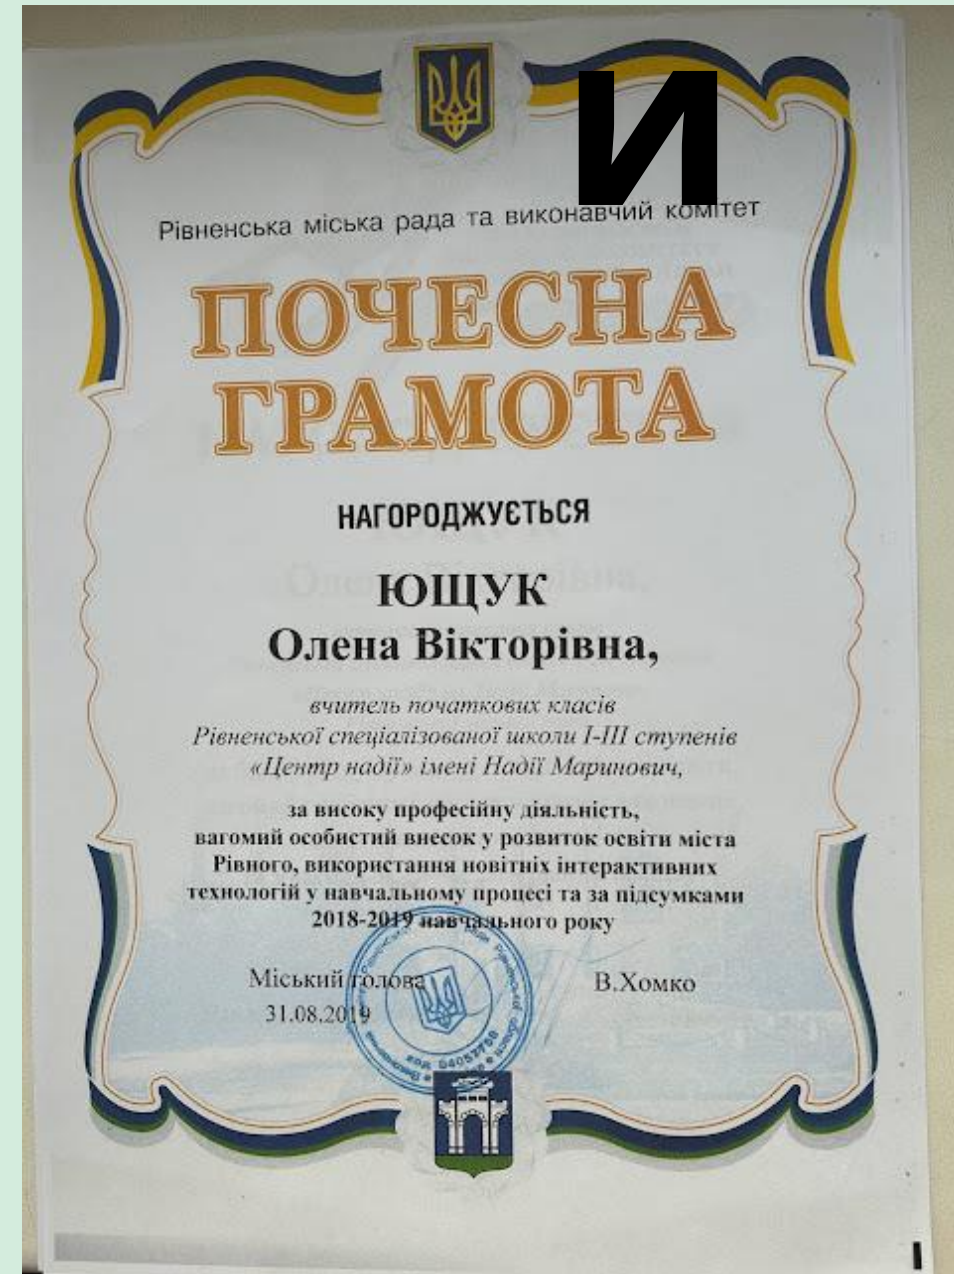 И
Рівненська міська рада та виконавчий комітет
ПОЧЕСНА
ГРАМОТА
НАГОРОДЖУЄТЬСЯ
ЮЩУК
Олена Вікторівна,
вчитель початкових класів
Рівненської спеціалізованої школи І-ІІІ ступенів
«Центр надії» імені Надії Маринович,
за високу професійну діяльність,
вагомий особистий внесок у розвиток освіти міста
Рівного, використання новітніх інтерактивних
технологій у навчальному процесі та за підсумками
2018-2019 навчального року
Міський голова В.Хомко
31.08.2019